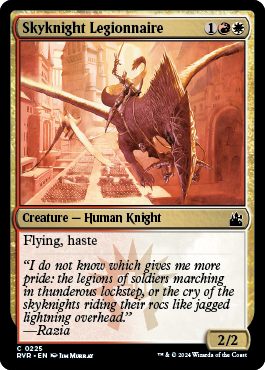 Skyknight Legionnaire 1
Creature — Human Knight
Flying, haste
“I do not know which gives me more
pride: the legions of soldiers marching
in thunderous lockstep, or the cry of the
skyknights riding their rocs like jagged
lightning overhead.”
—Razia
2/2
C 0225
RVR • EN JIM MURRAY
™ & © 2024 Wizards of the Coast